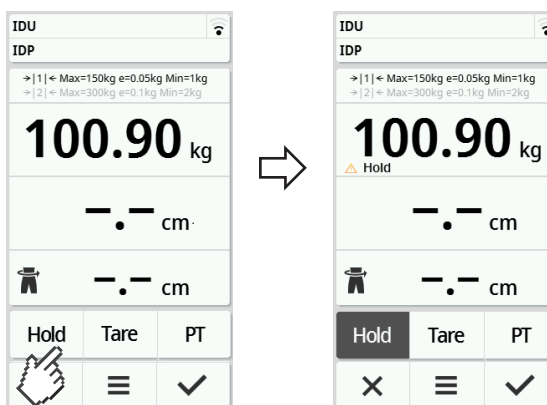 IDU
IDP
→|1|← Max=150kg e=0.05kg Min=1kg
→|2|← Max=300kg e=0.1kg Min=2kg
100.90 kg
-.- cm
-.- cm
Hold Tare PT
IDU
IDP
→|1|← Max=150kg e=0.05kg Min=1kg
→|2|← Max=300kg e=0.1kg Min=2kg
100.90 kg
Hold
-.- cm
-.- cm
Hold Tare PT